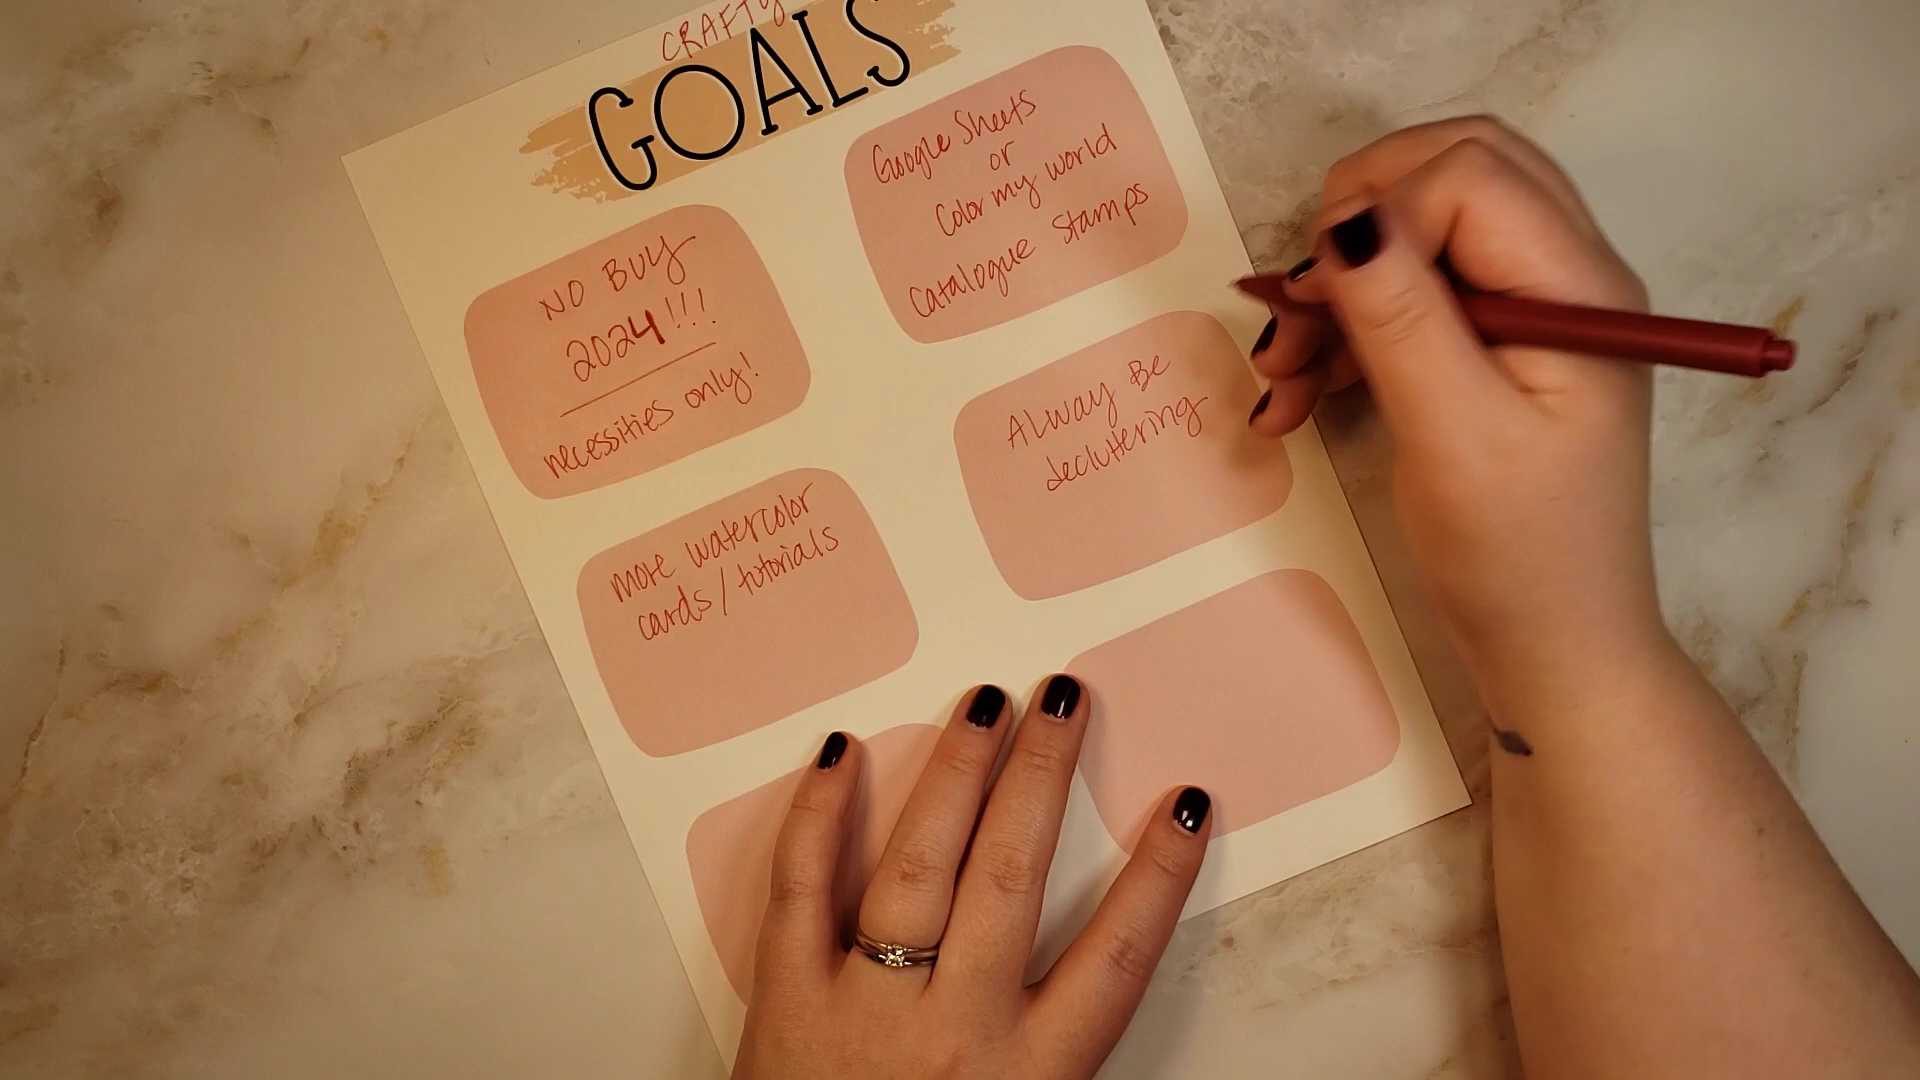 CRAFTY
GOALS
NO BUY
2024!!!
necessities only!
Google Sheets
or
Color my world
Catalogue Stamps
more watercolor
cards / tutorials
Alway Be
decluttering